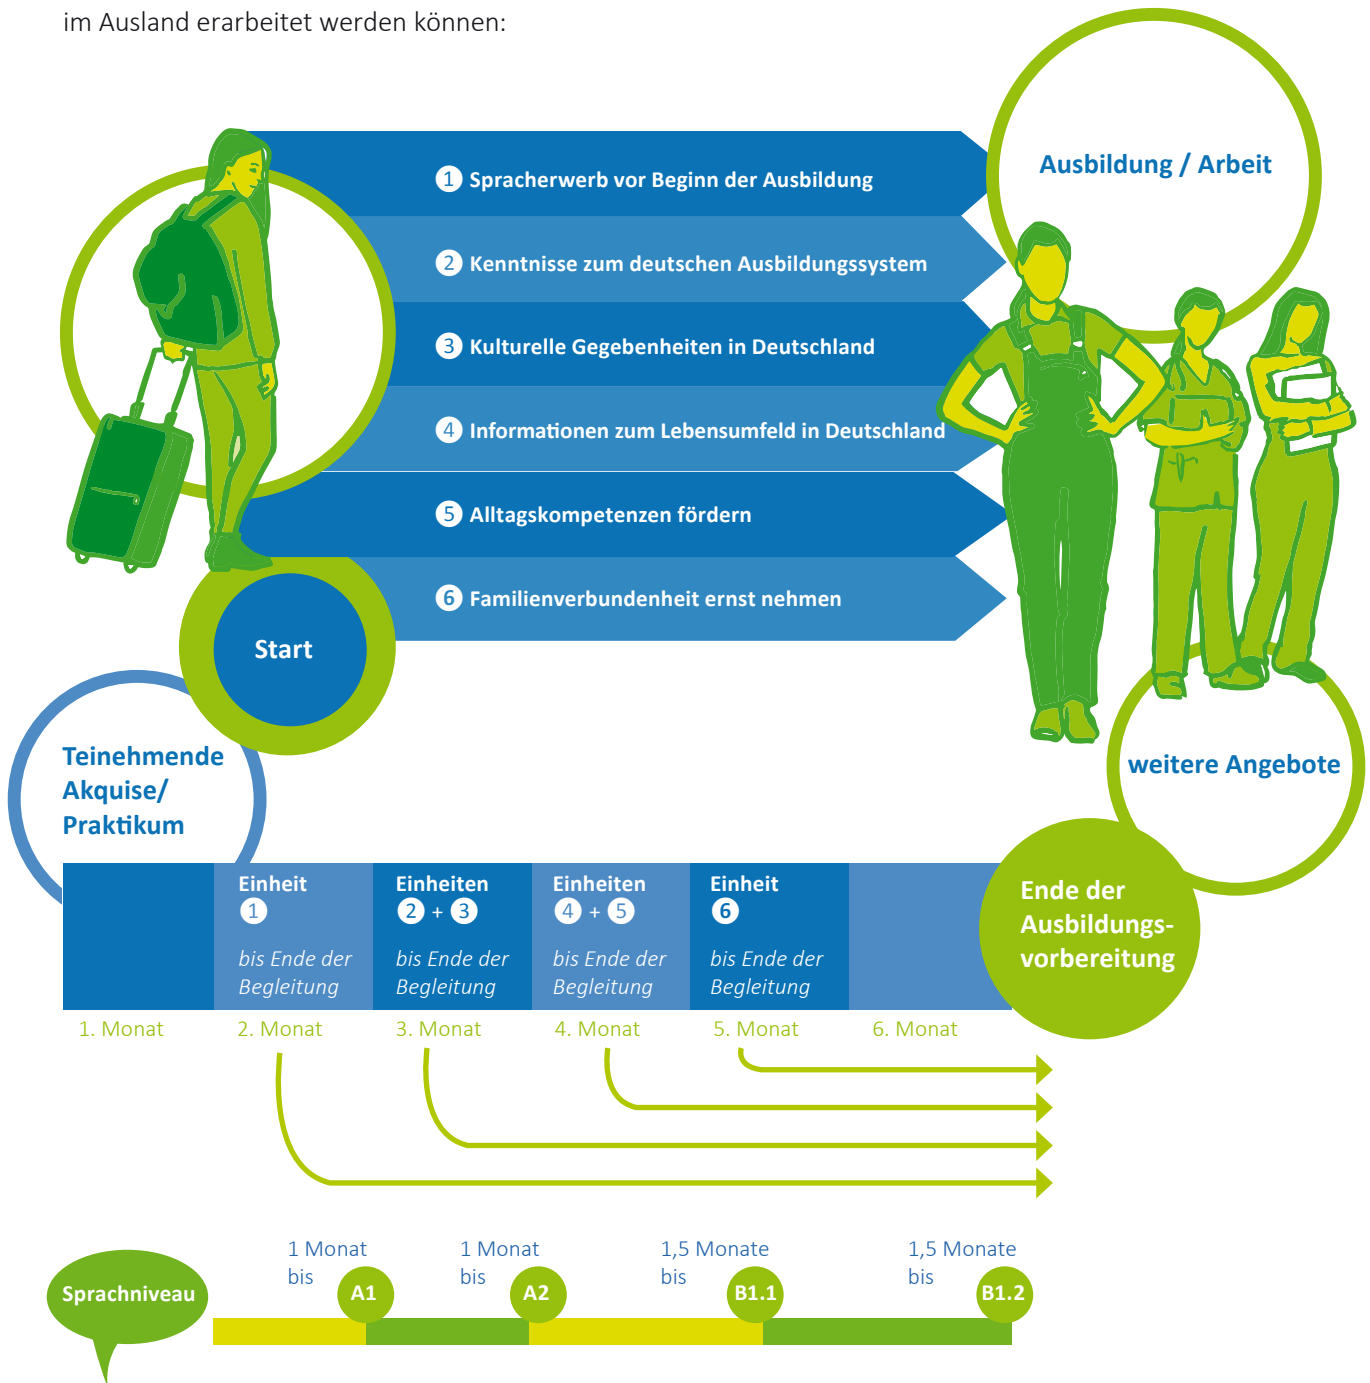 im Ausland erarbeitet werden können:
Ausbildung / Arbeit
1 Spracherwerb vor Beginn der Ausbildung
2 Kenntnisse zum deutschen Ausbildungssystem
3 Kulturelle Gegebenheiten in Deutschland
4 Informationen zum Lebensumfeld in Deutschland
5 Alltagskompetenzen fördern
6 Familienverbundenheit ernst nehmen
Start
Teinehmende
Akquise/
Praktikum
weitere Angebote
Einheit
1
bis Ende der
Begleitung
Einheiten
2 + 3
bis Ende der
Begleitung
Einheiten
4 + 5
bis Ende der
Begleitung
Einheit
6
bis Ende der
Begleitung
Ende der
Ausbildungs-
vorbereitung
1. Monat
2. Monat
3. Monat
4. Monat
5. Monat
6. Monat
Sprachniveau
1 Monat
bis
A1
1 Monat
bis
A2
1,5 Monate
bis
B1.1
1,5 Monate
bis
B1.2